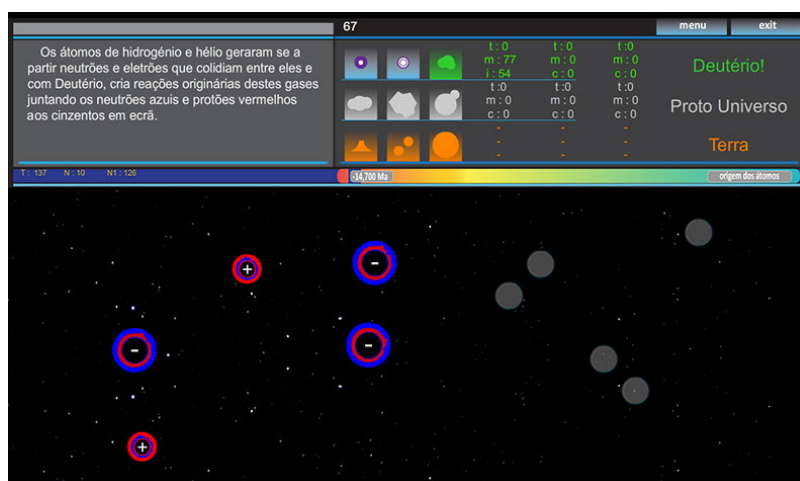 67
menu
exit
Os átomos de hidrogénio e hélio geraram se a
partir neutrões e eletrões que colidiam entre eles e
com Deutério, cria reações originárias destes gases
juntando os neutrões azuis e protões vermelhos
aos cinzentos em ecrã.
t:0 t:0 t:0
m:77 m:0 m:0
i:54 c:0 c:0
Deutério!
t:0 t:0 t:0
m:0 m:0 m:0
c:0 c:0 c:0
Proto Universo
- - -
- - -
- - -
Terra
T: 137 N:10 N1:126
-14,700 Ma
origem dos átomos
+
-
-
-
+